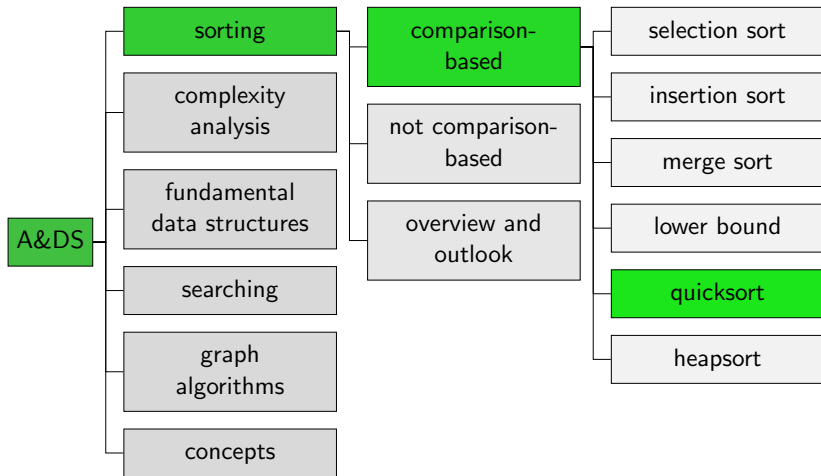 A&DS
sorting
complexity
analysis
fundamental
data structures
searching
graph
algorithms
concepts
comparison-
based
not comparison-
based
overview and
outlook
selection sort
insertion sort
merge sort
lower bound
quicksort
heapsort